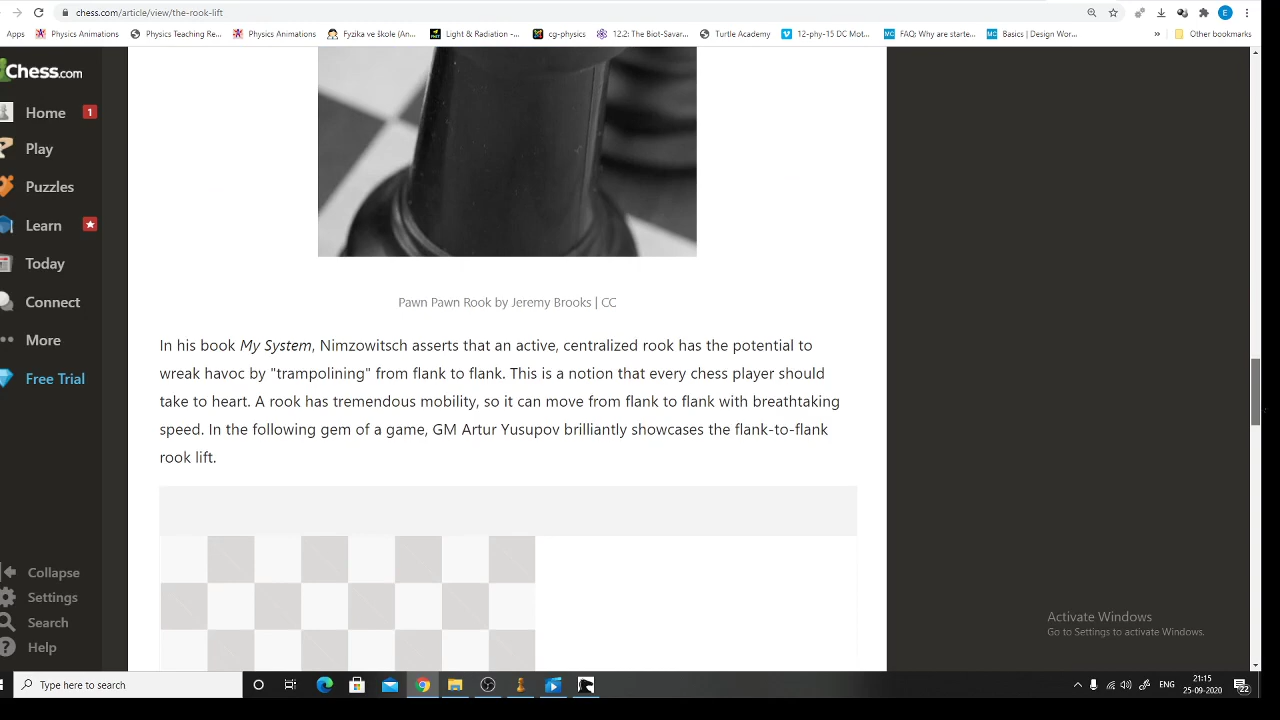 chess.com/article/view/the-rook-lift
E
Apps
Physics Animations
Physics Teaching Re...
Physics Animations
Fyzika ve škole (An...
Light & Radiation -...
cg-physics
12.2: The Biot-Savar...
Turtle Academy
12-phy-15 DC Mot...
FAQ: Why are starte...
Basics | Design Wor...
»
Other bookmarks
Chess.com
Home 1
Play
Puzzles
Learn
Today
Connect
More
Free Trial
Pawn Pawn Rook by Jeremy Brooks | CC
In his book My System, Nimzowitsch asserts that an active, centralized rook has the potential to
wreak havoc by "trampolining" from flank to flank. This is a notion that every chess player should
take to heart. A rook has tremendous mobility, so it can move from flank to flank with breathtaking
speed. In the following gem of a game, GM Artur Yusupov brilliantly showcases the flank-to-flank
rook lift.
Collapse
Settings
Search
Help
Activate Windows
Go to Settings to activate Windows.
Type here to search
ENG
21:15
25-09-2020
22